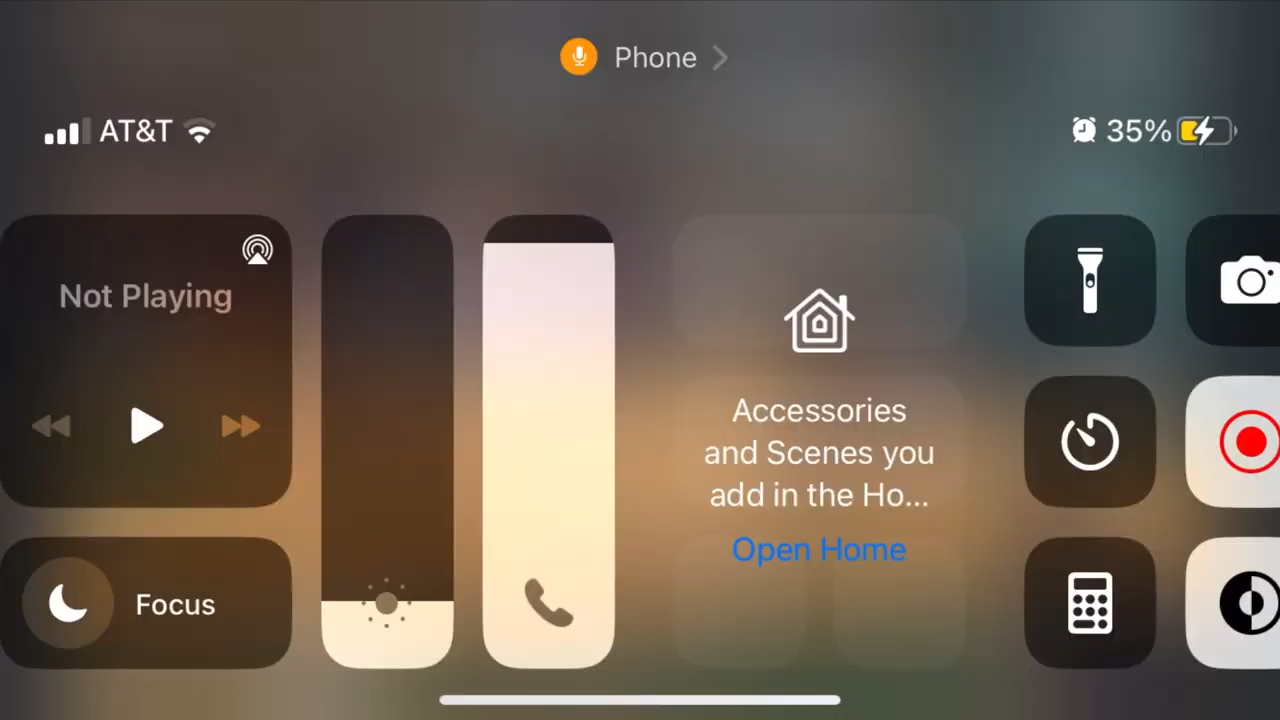 Phone
AT&T
35%
Not Playing
Accessories
and Scenes you
add in the Ho...
Open Home
Focus